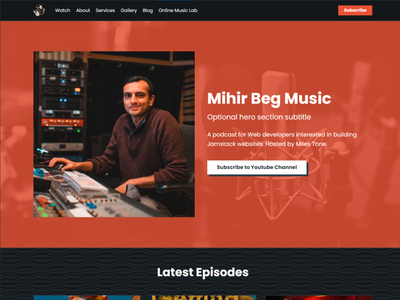 Watch About Services Gallery Blog Online Music Lab Subscribe
Mihir Beg Music
Optional hero section subtitle
A podcast for Web developers interested in building
Jamstack websites. Hosted by Miles Tone.
Subscribe to Youtube Channel
Latest Episodes